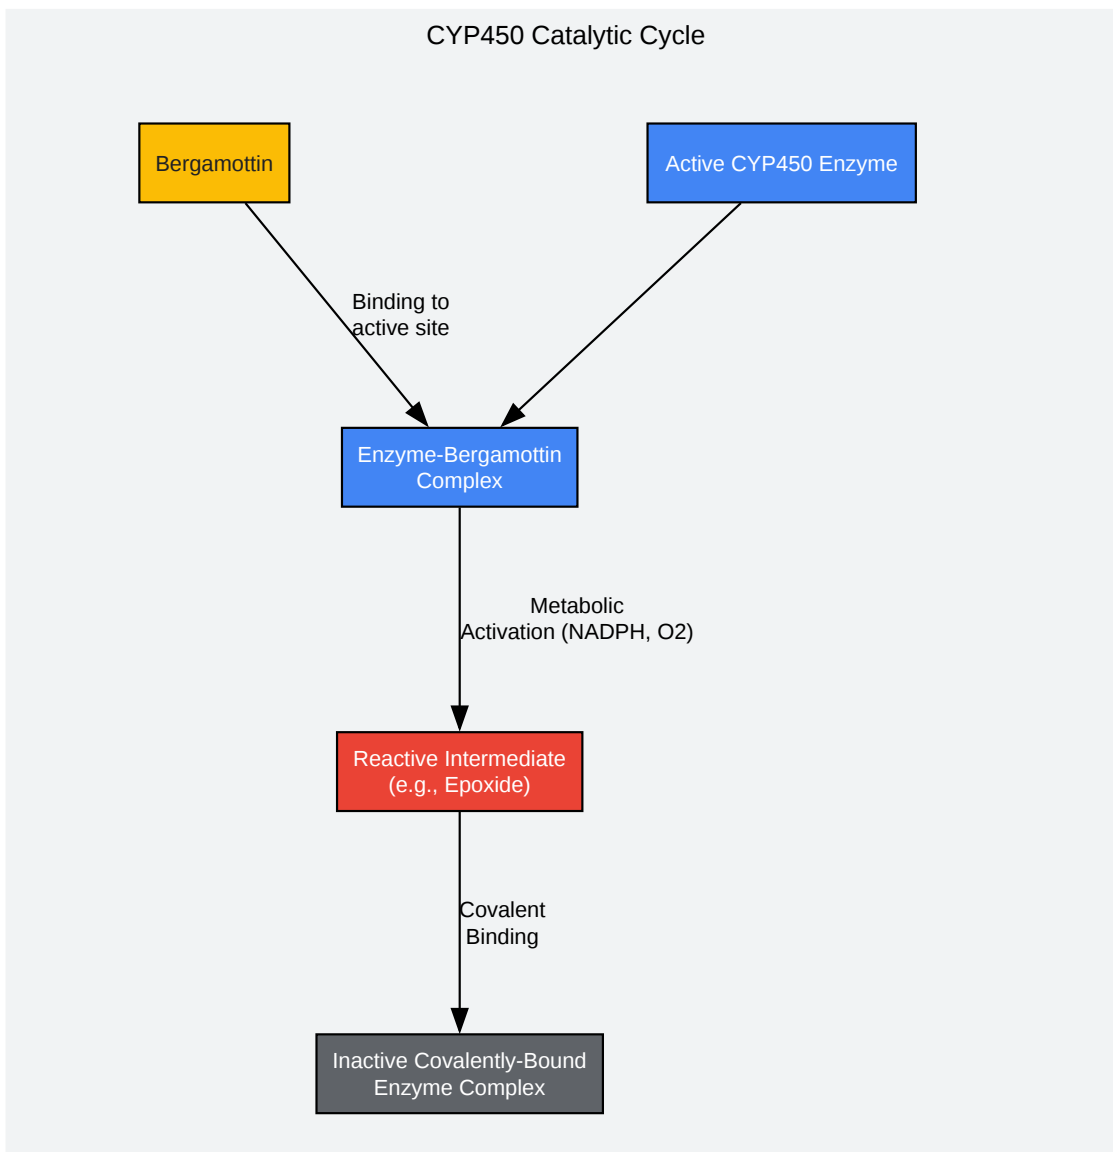 CYP450 Catalytic Cycle
Bergamottin
Active CYP450 Enzyme
Binding to
active site
Enzyme-Bergamottin
Complex
Metabolic
Activation (NADPH, O2)
Reactive Intermediate
(e.g., Epoxide)
Covalent
Binding
Inactive Covalently-Bound
Enzyme Complex